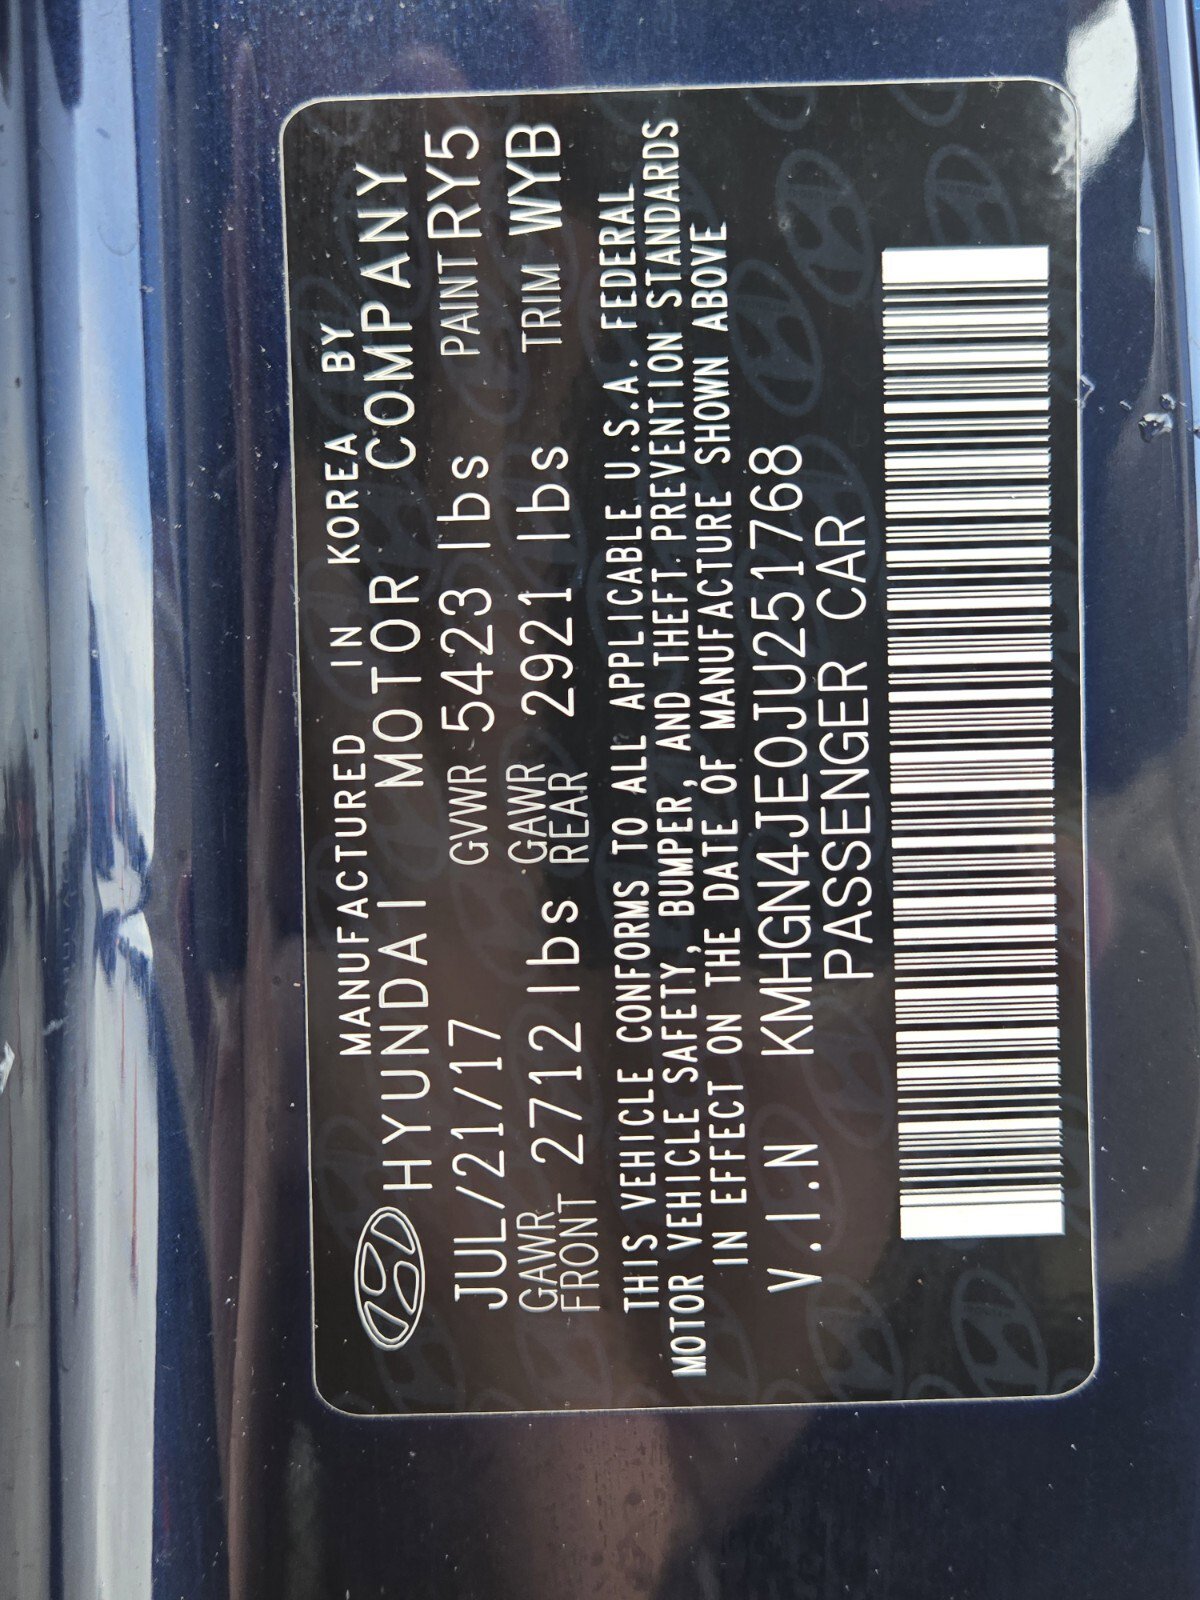 MANUFACTURED IN KOREA BY
HYUNDAI MOTOR COMPANY
JUL/21/17 GVWR 5423 lbs PAINT RY5
GAWR FRONT 2712 lbs GAWR REAR 2921 lbs TRIM WYB
THIS VEHICLE CONFORMS TO ALL APPLICABLE U.S.A. FEDERAL
MOTOR VEHICLE SAFETY, BUMPER, AND THEFT PREVENTION STANDARDS
IN EFFECT ON THE DATE OF MANUFACTURE SHOWN ABOVE
V.I.N KMHGN4JE0JU251768
PASSENGER CAR